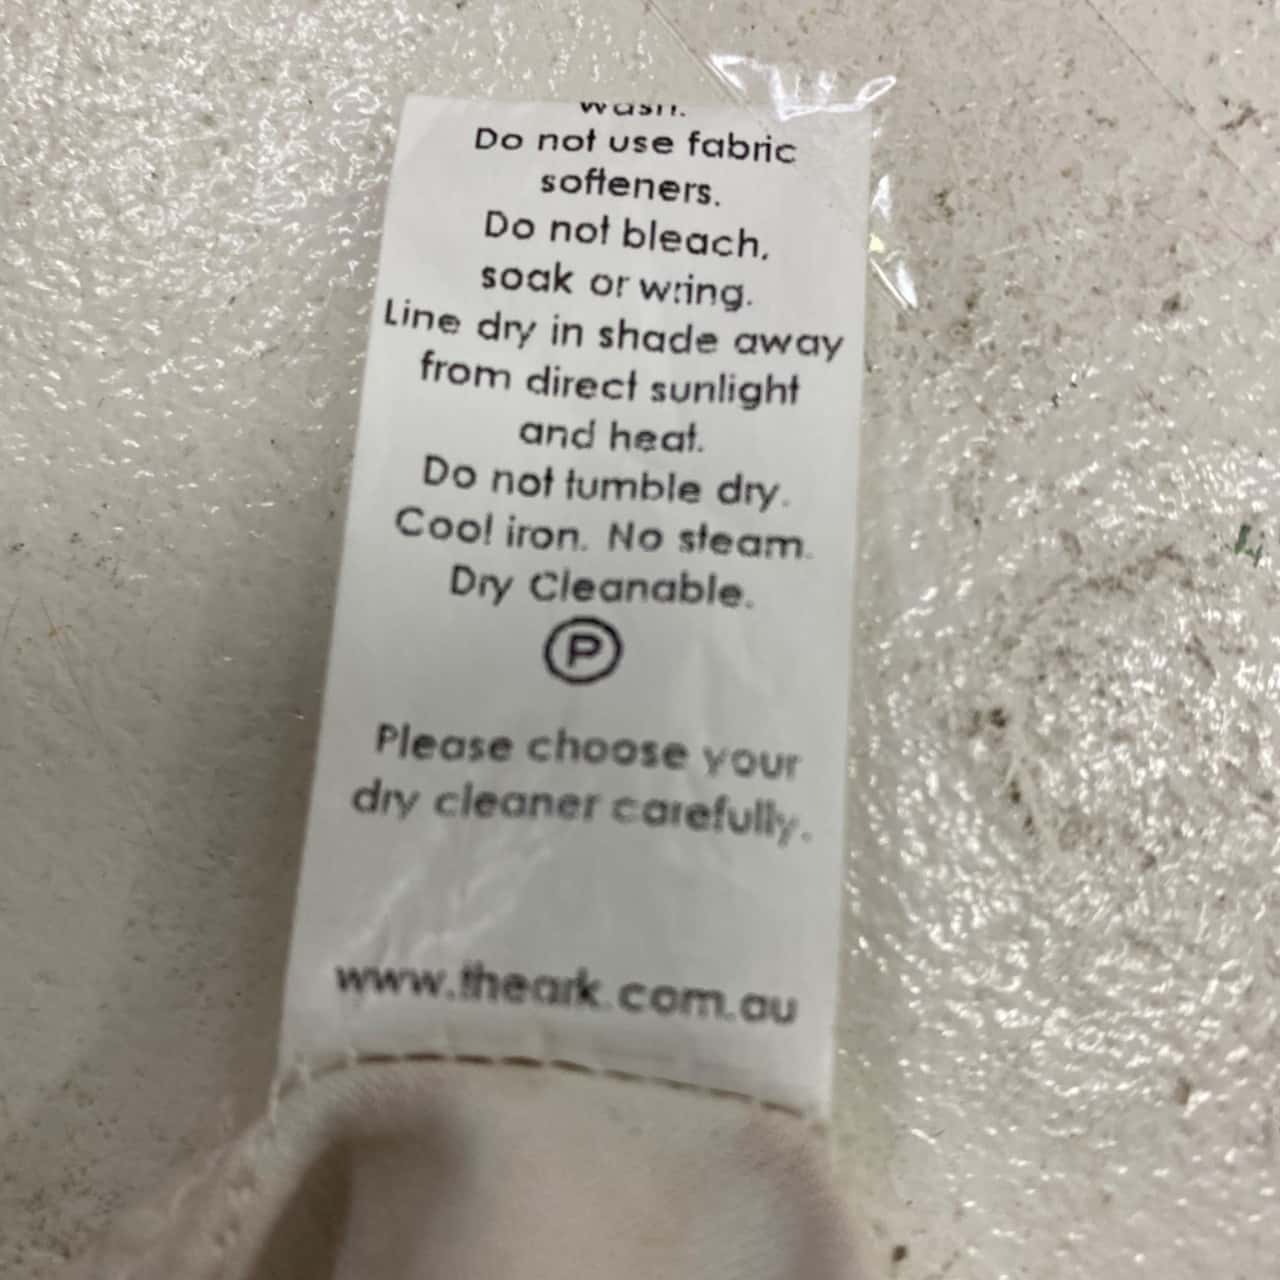 wash.
Do not use fabric
softeners.
Do not bleach,
soak or wring.
Line dry in shade away
from direct sunlight
and heat.
Do not tumble dry.
Cool iron. No steam.
Dry Cleanable.
P
Please choose your
dry cleaner carefully.
www.theark.com.au